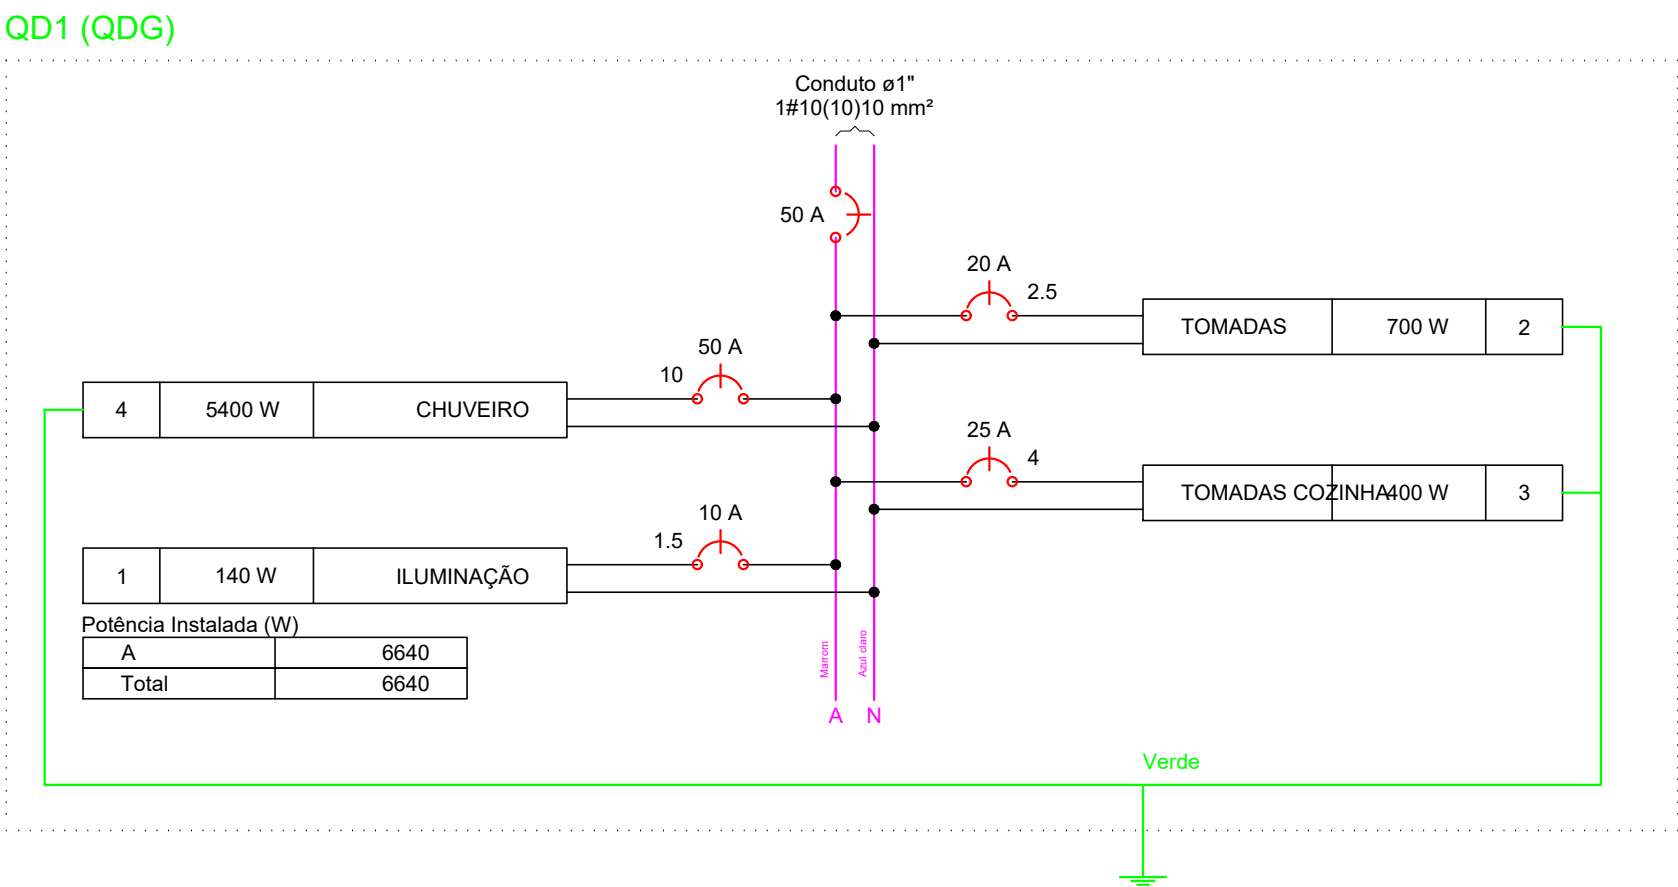 QD1 (QDG)
Conduto ø1"
1#10(10)10 mm²
50 A
20 A
2.5
TOMADAS 700 W 2
50 A
10
4 5400 W CHUVEIRO
25 A
4
TOMADAS COZINHA 400 W 3
10 A
1.5
1 140 W ILUMINAÇÃO
Potência Instalada (W)
A 6640
Total 6640
Marrom
Azul claro
A N
Verde